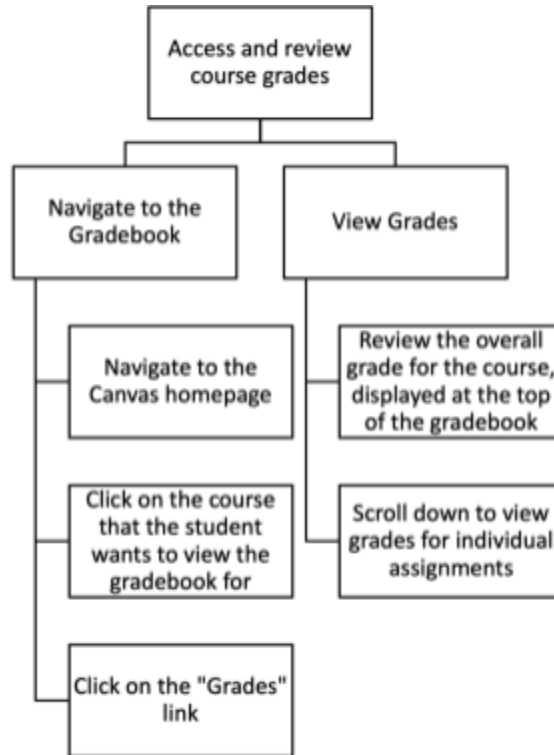 Access and review
course grades
Navigate to the
Gradebook
View Grades
Navigate to the
Canvas homepage
Click on the course
that the student
wants to view the
gradebook for
Click on the "Grades"
link
Review the overall
grade for the course,
displayed at the top
of the gradebook
Scroll down to view
grades for individual
assignments